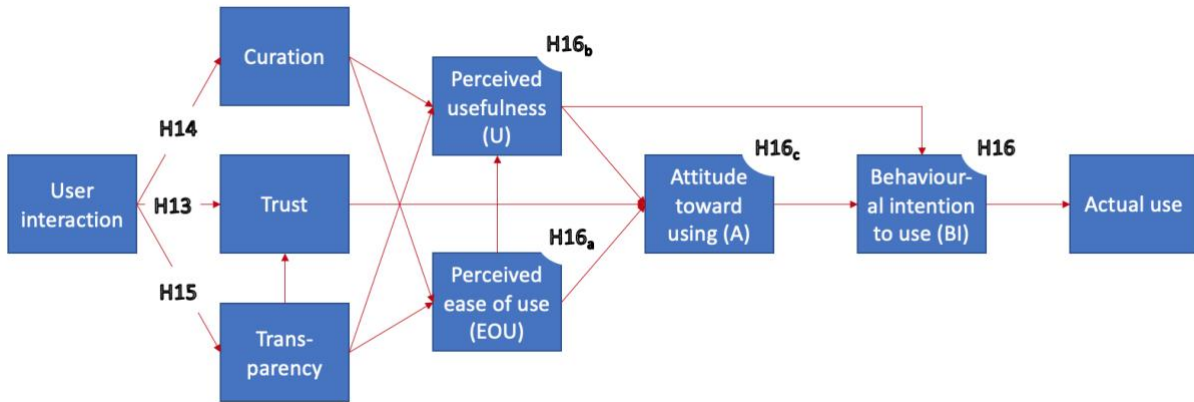 Curation
H16b
Perceived
usefulness
(U)
H14
User
interaction
H13
Trust
H16c
Attitude
toward
using (A)
H16
Behaviour-
al intention
to use (BI)
Actual use
H16a
Perceived
ease of use
(EOU)
H15
Trans-
parency